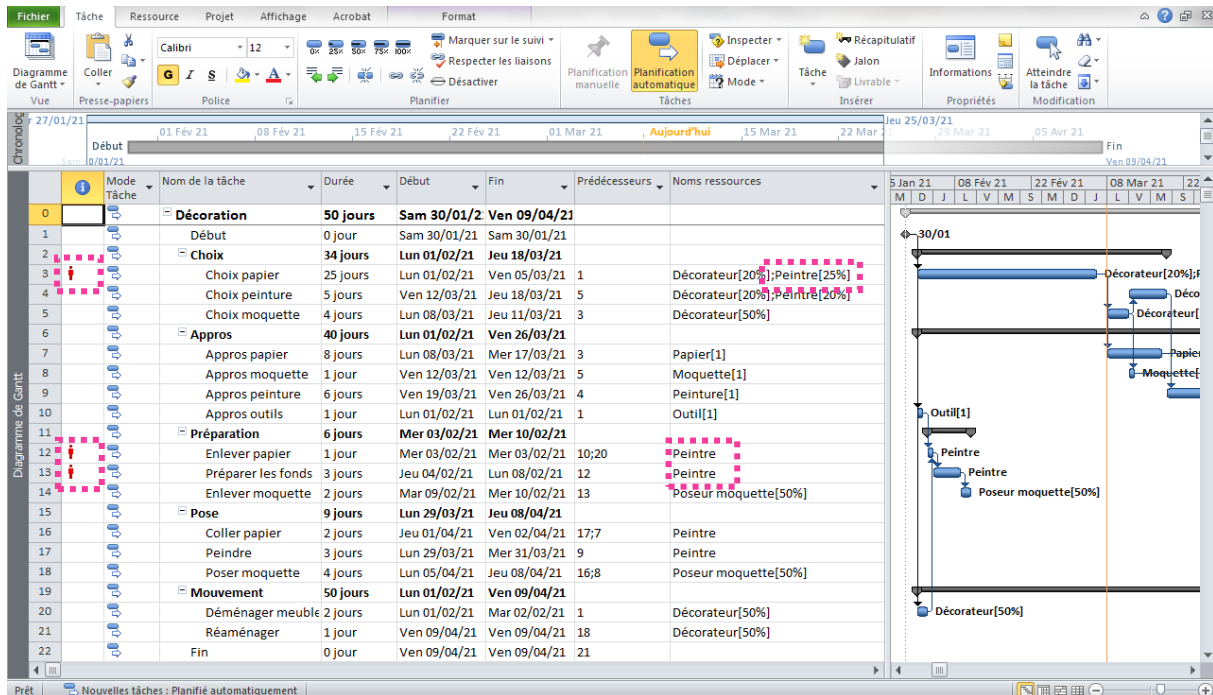 Fichier Tâche Ressource Projet Affichage Acrobat Format
Diagramme de Gantt
Vue
Coller
Presse-papiers
Calibri 12
G I S A
Police
0% 25% 50% 75% 100%
Marquer sur le suivi
Respecter les liaisons
Désactiver
Planifier
Planification manuelle
Planification automatique
Inspecter
Déplacer
Mode
Tâches
Tâche
Récapitulatif
Jalon
Livrable
Insérer
Informations
Propriétés
Atteindre la tâche
Modification
Chronolog
r 27/01/21 Jeu 25/03/21
01 Fév 21 08 Fév 21 15 Fév 21 22 Fév 21 01 Mar 21 Aujourd'hui 15 Mar 21 22 Mar 29 Mar 21 05 Avr 21
Début Fin
Sam 0/01/21 Ven 09/04/21
Diagramme de Gantt
Mode Tâche Nom de la tâche Durée Début Fin Prédécesseurs Noms ressources
0 Décoration 50 jours Sam 30/01/2 Ven 09/04/21
1 Début 0 jour Sam 30/01/21 Sam 30/01/21
2 Choix 34 jours Lun 01/02/21 Jeu 18/03/21
3 Choix papier 25 jours Lun 01/02/21 Ven 05/03/21 1 Décorateur[20%];Peintre[25%]
4 Choix peinture 5 jours Ven 12/03/21 Jeu 18/03/21 5 Décorateur[20%];Peintre[20%]
5 Choix moquette 4 jours Lun 08/03/21 Jeu 11/03/21 3 Décorateur[50%]
6 Appros 40 jours Lun 01/02/21 Ven 26/03/21
7 Appros papier 8 jours Lun 08/03/21 Mer 17/03/21 3 Papier[1]
8 Appros moquette 1 jour Ven 12/03/21 Ven 12/03/21 5 Moquette[1]
9 Appros peinture 6 jours Ven 19/03/21 Ven 26/03/21 4 Peinture[1]
10 Appros outils 1 jour Lun 01/02/21 Lun 01/02/21 1 Outil[1]
11 Préparation 6 jours Mer 03/02/21 Mer 10/02/21
12 Enlever papier 1 jour Mer 03/02/21 Mer 03/02/21 10;20 Peintre
13 Préparer les fonds 3 jours Jeu 04/02/21 Lun 08/02/21 12 Peintre
14 Enlever moquette 2 jours Mar 09/02/21 Mer 10/02/21 13 Poseur moquette[50%]
15 Pose 9 jours Lun 29/03/21 Jeu 08/04/21
16 Coller papier 2 jours Jeu 01/04/21 Ven 02/04/21 17;7 Peintre
17 Peindre 3 jours Lun 29/03/21 Mer 31/03/21 9 Peintre
18 Poser moquette 4 jours Lun 05/04/21 Jeu 08/04/21 16;8 Poseur moquette[50%]
19 Mouvement 50 jours Lun 01/02/21 Ven 09/04/21
20 Déménager meuble 2 jours Lun 01/02/21 Mar 02/02/21 1 Décorateur[50%]
21 Réaménager 1 jour Ven 09/04/21 Ven 09/04/21 18 Décorateur[50%]
22 Fin 0 jour Ven 09/04/21 Ven 09/04/21 21
5 Jan 21 08 Fév 21 22 Fév 21 08 Mar 21 22
M D J L V M S M D J L V M S
30/01
Décorateur[20%];P
Déco
Décorateur[
Papie
Moquette[
Outil[1]
Peintre
Peintre
Poseur moquette[50%]
Décorateur[50%]
Prêt Nouvelles tâches : Planifié automatiquement